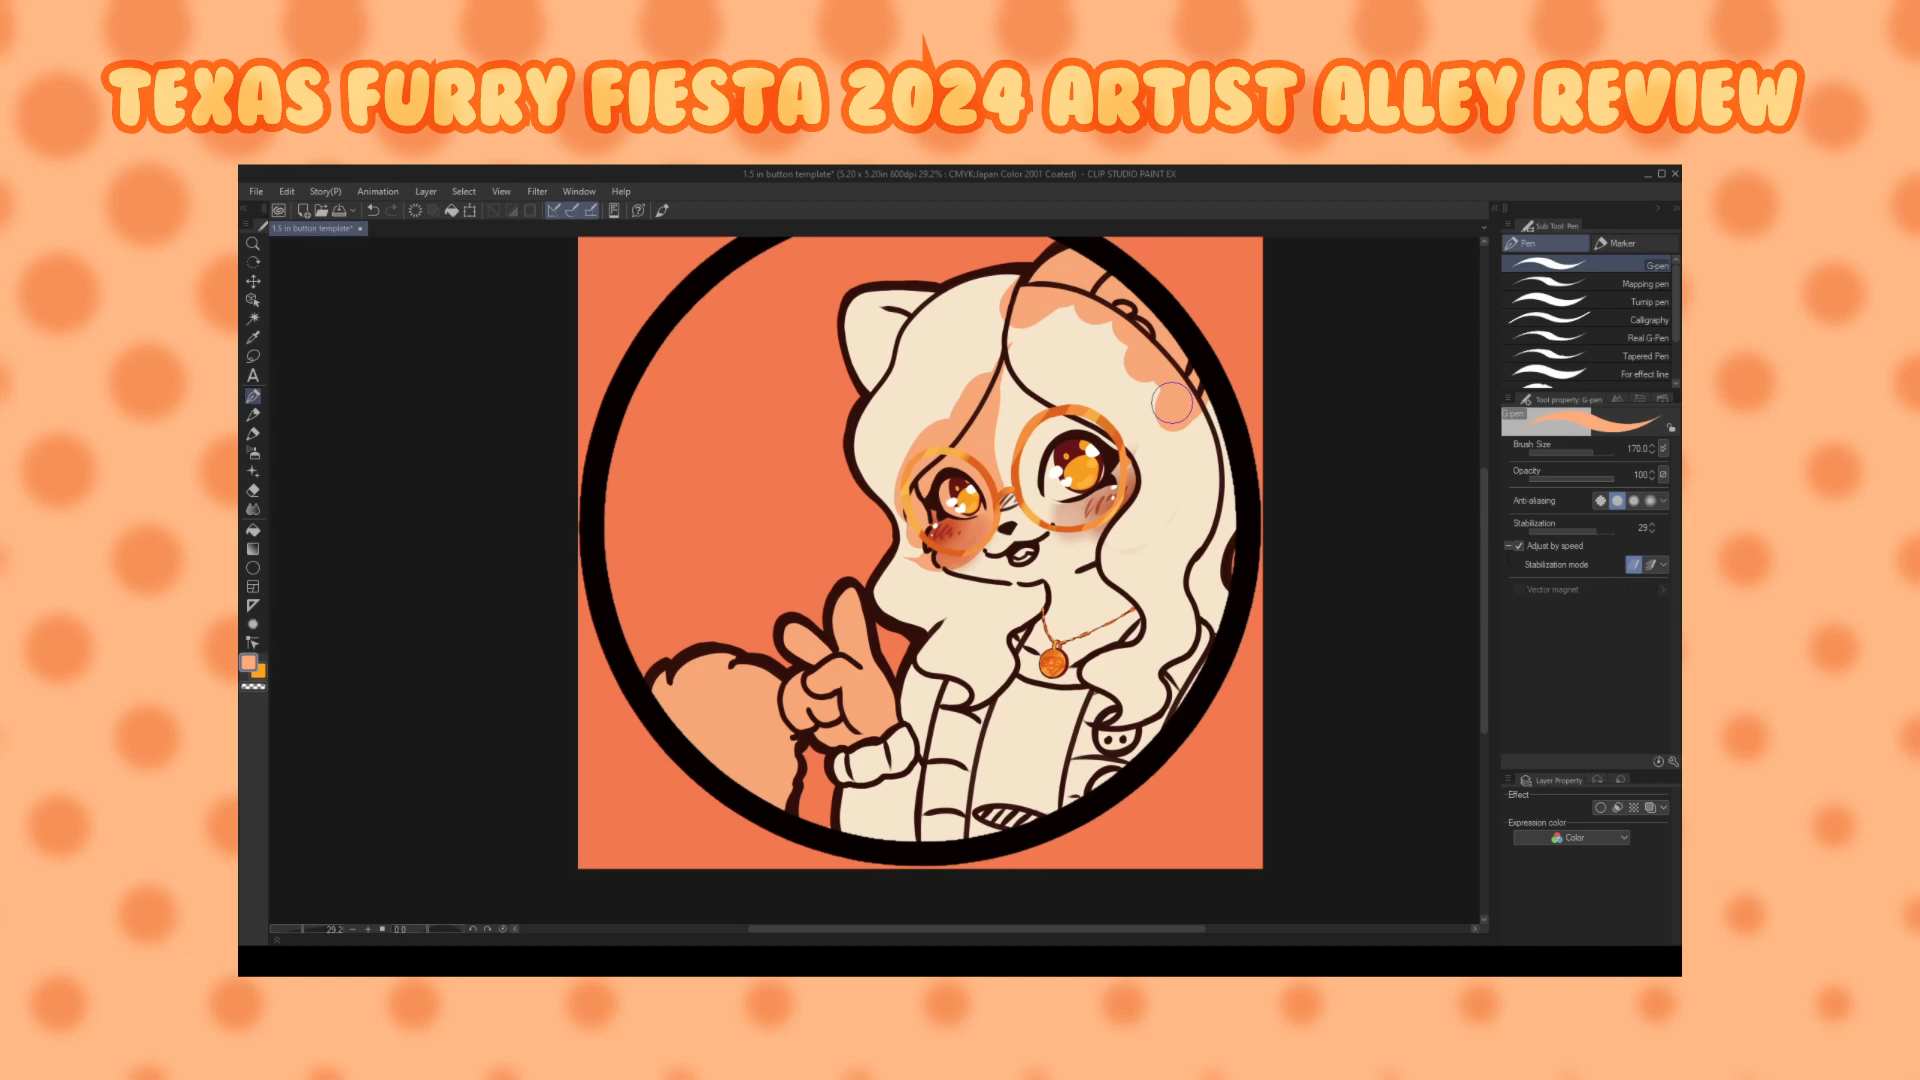 TEXAS FURRY FIESTA 2024 ARTIST ALLEY REVIEW
1.5 in button template* (5.20 x 5.20in 600dpi 29.2% : CMYK:Japan Color 2001 Coated) - CLIP STUDIO PAINT EX
File Edit Story(P) Animation Layer Select View Filter Window Help
1.5 in button template*
Sub Tool: Pen
Pen Marker
G-pen
Mapping pen
Turnip pen
Calligraphy
Real G-Pen
Tapered Pen
For effect line
Tool property: G-pen
G-pen
Brush Size 170.0
Opacity 100
Anti-aliasing
Stabilization 29
Adjust by speed
Stabilization mode
Vector magnet
Layer Property
Effect
Expression color
Color
29.2 0.0